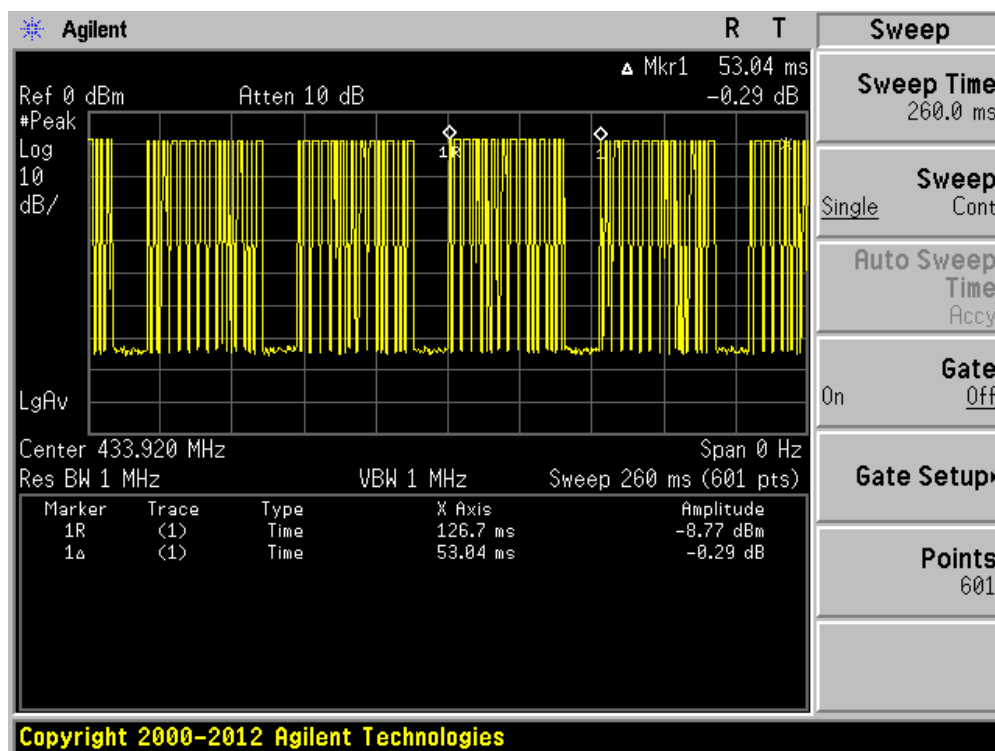 Agilent R T Sweep
Δ Mkr1 53.04 ms
Ref 0 dBm Atten 10 dB -0.29 dB
#Peak
Log
10
dB/
1R
1
LgAv
Center 433.920 MHz Span 0 Hz
Res BW 1 MHz VBW 1 MHz Sweep 260 ms (601 pts)
Marker Trace Type X Axis Amplitude
1R (1) Time 126.7 ms -8.77 dBm
1Δ (1) Time 53.04 ms -0.29 dB
Sweep Time
260.0 ms
Sweep
Single Cont
Auto Sweep
Time
Accy
Gate
On Off
Gate Setup
Points
601
Copyright 2000-2012 Agilent Technologies